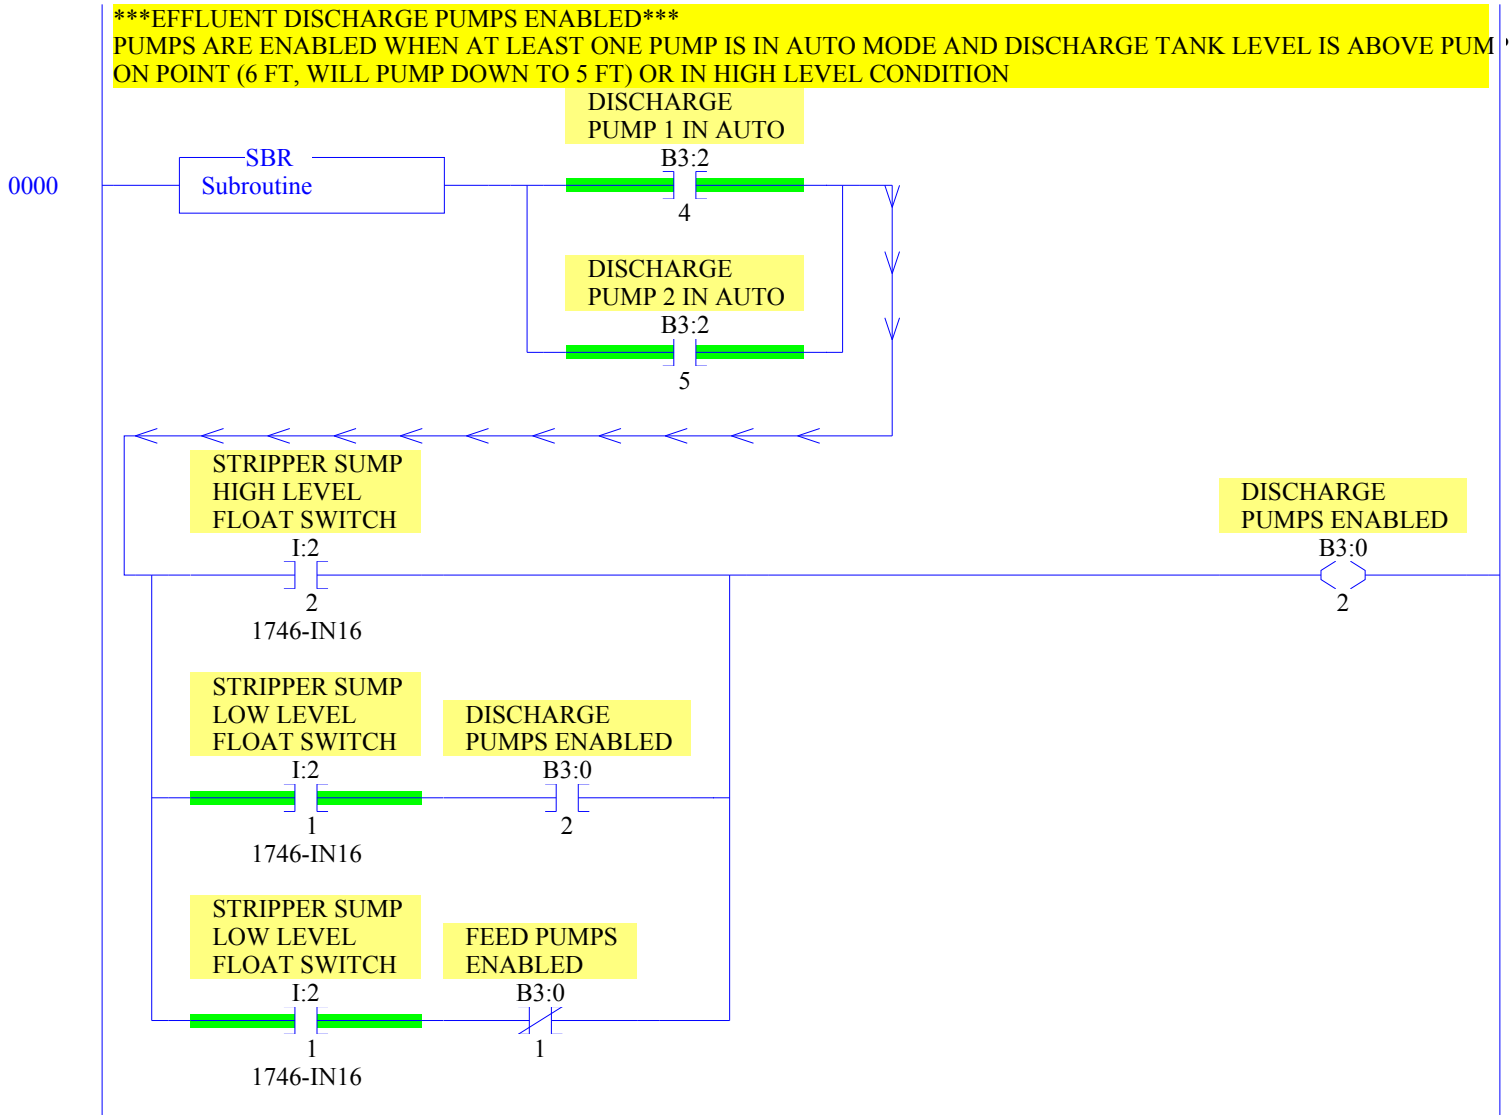 ***EFFLUENT DISCHARGE PUMPS ENABLED***
PUMPS ARE ENABLED WHEN AT LEAST ONE PUMP IS IN AUTO MODE AND DISCHARGE TANK LEVEL IS ABOVE PUMP
ON POINT (6 FT, WILL PUMP DOWN TO 5 FT) OR IN HIGH LEVEL CONDITION
DISCHARGE
PUMP 1 IN AUTO
B3:2
4
0000
SBR
Subroutine
DISCHARGE
PUMP 2 IN AUTO
B3:2
5
STRIPPER SUMP
HIGH LEVEL
FLOAT SWITCH
I:2
2
1746-IN16
DISCHARGE
PUMPS ENABLED
B3:0
2
STRIPPER SUMP
LOW LEVEL
FLOAT SWITCH
I:2
1
1746-IN16
DISCHARGE
PUMPS ENABLED
B3:0
2
STRIPPER SUMP
LOW LEVEL
FLOAT SWITCH
I:2
1
1746-IN16
FEED PUMPS
ENABLED
B3:0
1